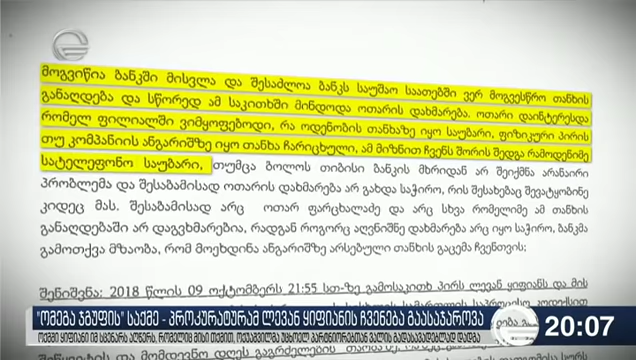 მოგვიწია ბანკში მისვლა და შესაძლოა ბანკს საუშაო საათებში ვერ მოგვესწრო თანხის
განაღდება და სწორედ ამ საკითხში მინდოდა ოთარის დახმარება. ოთარი დაინტერესდა
რომელ ფილიალში ვიმყოფებოდი, რა ოდენობის თანხაზე იყო საუბარი, ფიზიკური პირის
თუ კომპანიის ანგარიშზე იყო თანხა ჩარიცხული, ამ მიზნით ჩვენს შორის შედგა რამოდენიმე
სატელეფონო საუბარი, თუმცა ბოლოს თიბისი ბანკის მხრიდან არ შეიქმნა არანაირი
პრობლემა და შესაბამისად ოთარის დახმარება არ გახდა საჭირო, რის შესახებაც შევატყობინე
კიდეც მას. შესაბამისად არც ოთარ ფარცხალაძე და არც სხვა რომელიმე ამ თანხის
განაღდებაში არ დაგვხმარებია, რადგან როგორც აღვნიშნე დახმარება არც იყო საჭირო, ბანკმა
გამოთქვა მზაობა, რომ მოეხდინა ანგარიშზე არსებული თანხის გაცემა ჩვენთვის;
შენიშვნა: 2018 წლის 09 ოქტომბერს 21:55 სთ-ზე გამოსაკითხ პირს ლევან ყიფიანს და მის
"ომეგა ჯგუფის" საქმე - პროკურატურამ ლევან ყიფიანის ჩვენება გაასაჯაროვა
20:07